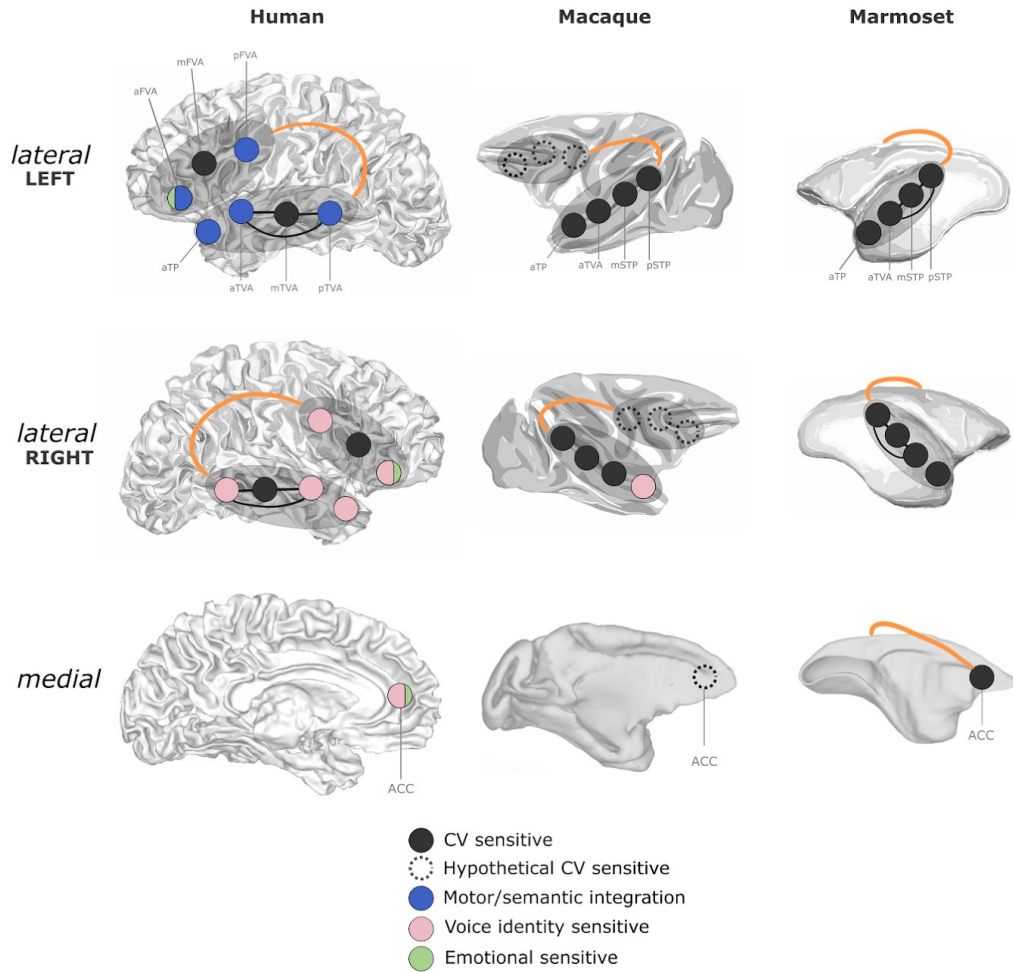 Human Macaque Marmoset
mFVA pFVA
aFVA
lateral
LEFT
aTP
aTVA mTVA pTVA
aTP aTVA mSTP pSTP
aTP aTVA mSTP pSTP
lateral
RIGHT
medial
ACC
ACC
ACC
CV sensitive
Hypothetical CV sensitive
Motor/semantic integration
Voice identity sensitive
Emotional sensitive